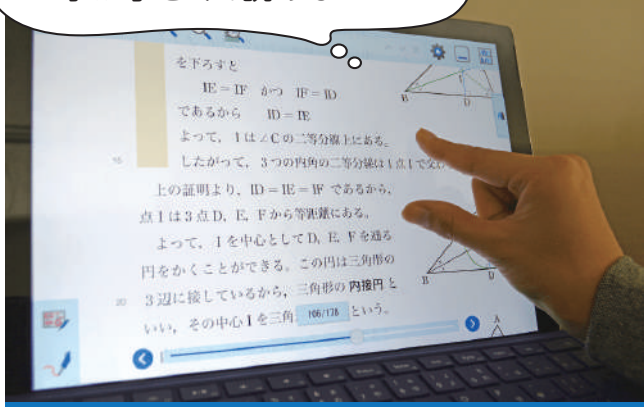 を下ろすと
IE = IF かつ IF = ID
であるから ID = IE
よって，I は∠C の二等分線上にある。
したがって，3つの内角の二等分線は1点 I で交
上の証明より，ID = IE = IF であるから，
点 I は 3 点 D，E，F から等距離にある。
よって，I を中心として D，E，F を通る
円をかくことができる。この円は三角形の
20 3辺に接しているから，三角形の 内接円 と
いい，その中心 I を三角 106/178 という。
B D
B D
A